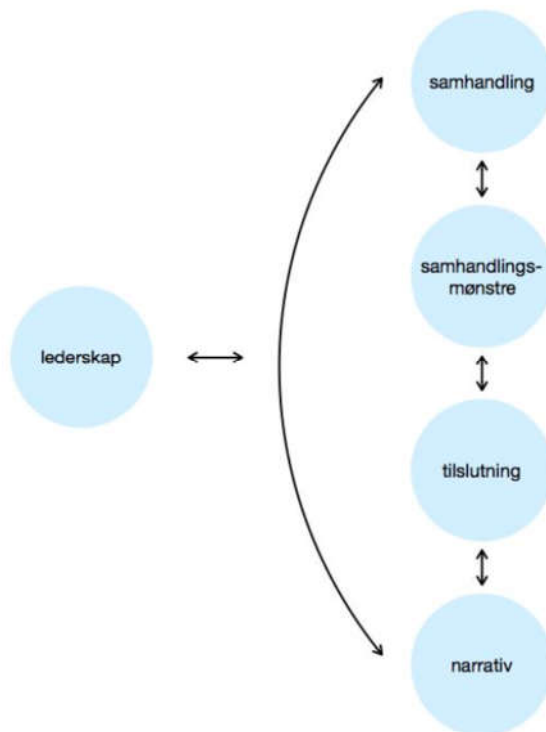 samhandling
samhandlings-
mønstre
lederskap
tilslutning
narrativ